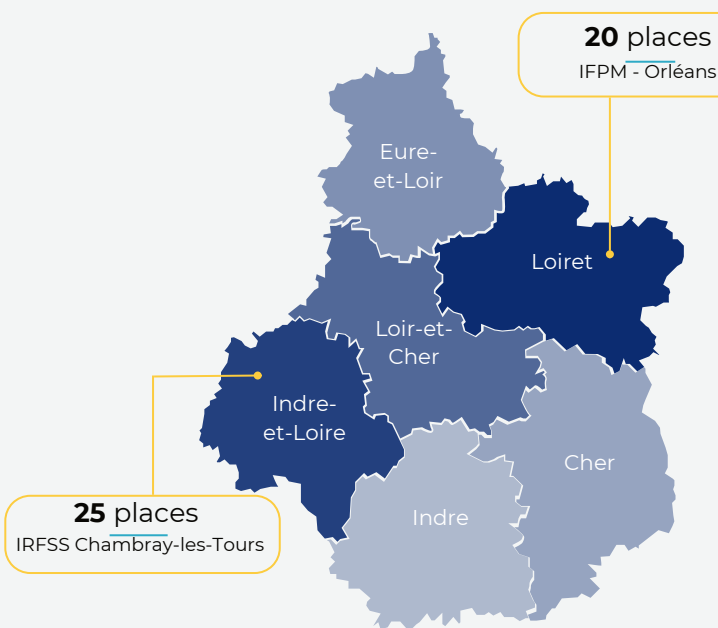 20 places
IFPM - Orléans
Eure-
et-Loir
Loiret
Loir-et-
Cher
Indre-
et-Loire
Cher
Indre
25 places
IRFSS Chambray-les-Tours